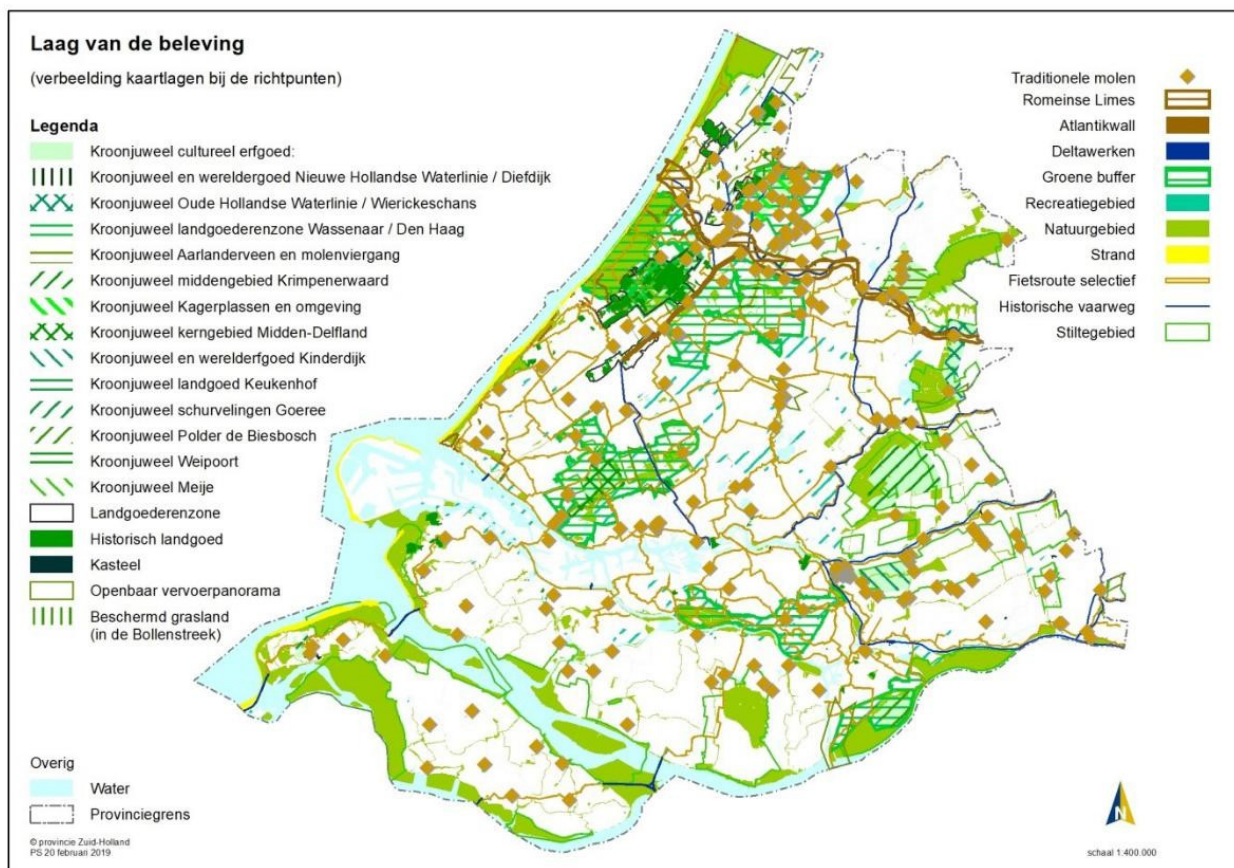 Laag van de beleving
(verbeelding kaartlagen bij de richtpunten)
Legenda
Kroonjuweel cultureel erfgoed:
Kroonjuweel en wereldergoed Nieuwe Hollandse Waterlinie / Diefdijk
Kroonjuweel Oude Hollandse Waterlinie / Wierickeschans
Kroonjuweel landgoederenzone Wassenaar / Den Haag
Kroonjuweel Aarlanderveen en molenviergang
Kroonjuweel middengebied Krimpenerwaard
Kroonjuweel Kagerplassen en omgeving
Kroonjuweel kerngebied Midden-Delfland
Kroonjuweel en werelderfgoed Kinderdijk
Kroonjuweel landgoed Keukenhof
Kroonjuweel schurvelingen Goeree
Kroonjuweel Polder de Biesbosch
Kroonjuweel Weipoort
Kroonjuweel Meije
Landgoederenzone
Historisch landgoed
Kasteel
Openbaar vervoerpanorama
Beschermd grasland
(in de Bollenstreek)
Overig
Water
Provinciegrens
© provincie Zuid-Holland
PS 20 februari 2019
Traditionele molen
Romeinse Limes
Atlantikwall
Deltawerken
Groene buffer
Recreatiegebied
Natuurgebied
Strand
Fietsroute selectief
Historische vaarweg
Stiltegebied
N
schaal 1:400.000